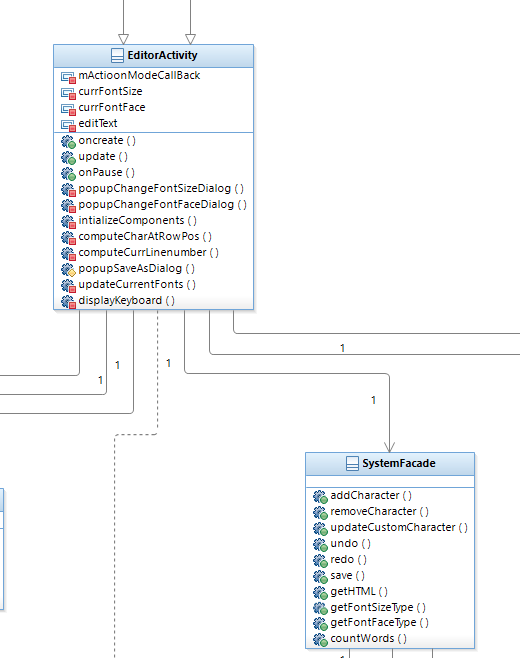 EditorActivity
mActioonModeCallBack
currFontSize
currFontFace
editText
oncreate ( )
update ( )
onPause ( )
popupChangeFontSizeDialog ( )
popupChangeFontFaceDialog ( )
intializeComponents ( )
computeCharAtRowPos ( )
computeCurrLinenumber ( )
popupSaveAsDialog ( )
updateCurrentFonts ( )
displayKeyboard ( )
1
1
1
1
1
SystemFacade
addCharacter ( )
removeCharacter ( )
updateCustomCharacter ( )
undo ( )
redo ( )
save ( )
getHTML ( )
getFontSizeType ( )
getFontFaceType ( )
countWords ( )
1